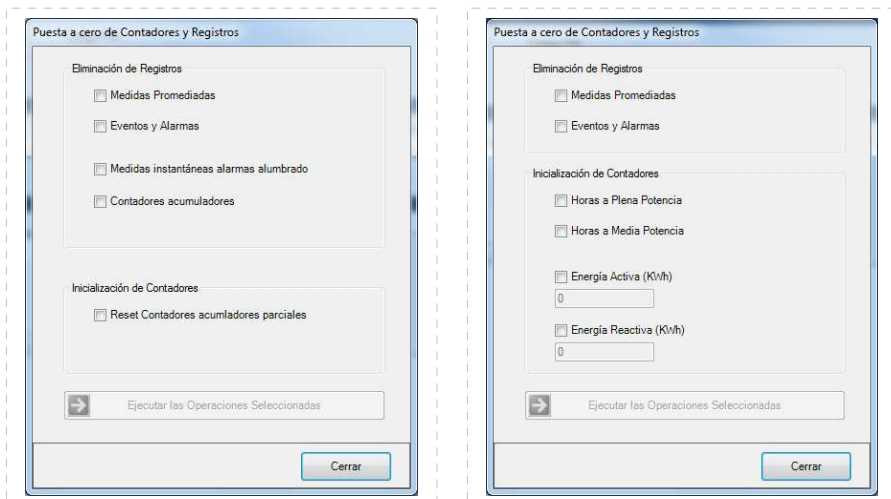 Puesta a cero de Contadores y Registros
Eliminación de Registros
Medidas Promediadas
Eventos y Alarmas
Medidas instantáneas alarmas alumbrado
Contadores acumuladores
Inicialización de Contadores
Reset Contadores acumladores parciales
Ejecutar las Operaciones Seleccionadas
Cerrar
Puesta a cero de Contadores y Registros
Eliminación de Registros
Medidas Promediadas
Eventos y Alarmas
Inicialización de Contadores
Horas a Plena Potencia
Horas a Media Potencia
Energía Activa (KWh)
0
Energía Reactiva (KWh)
0
Ejecutar las Operaciones Seleccionadas
Cerrar